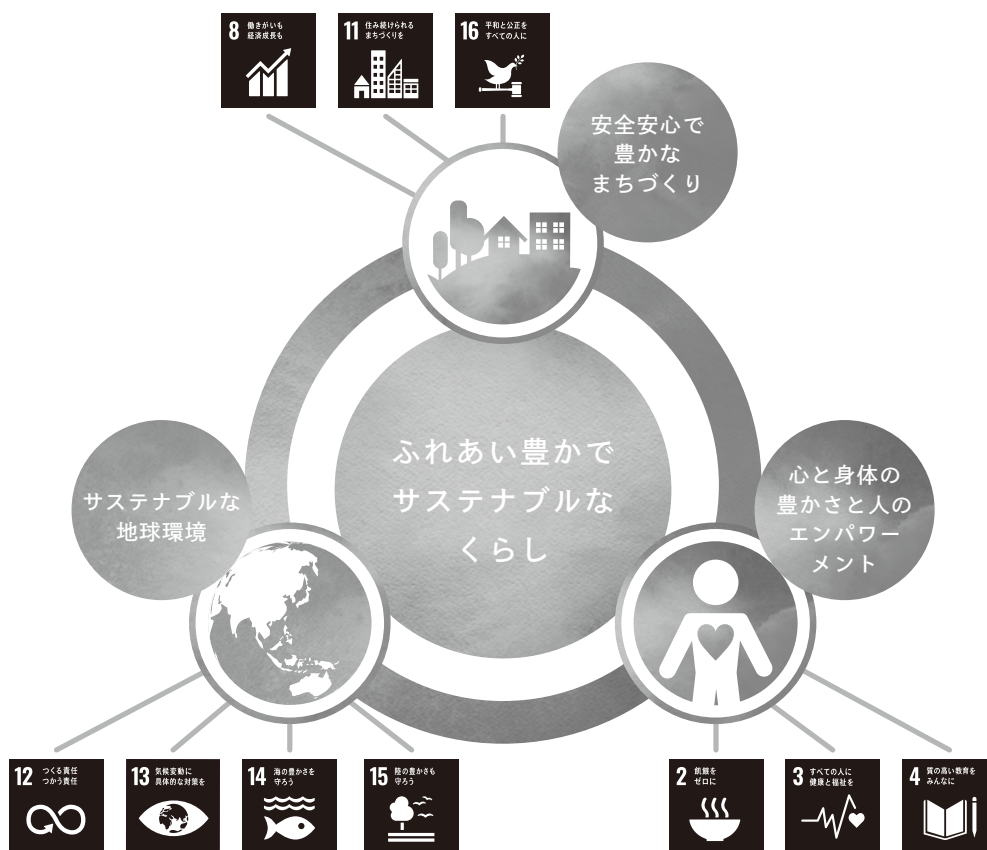 8 働きがいも
経済成長も
11 住み続けられる
まちづくりを
16 平和と公正を
すべての人に
安全安心で
豊かな
まちづくり
ふれあい豊かで
サステナブルな
くらし
サステナブルな
地球環境
心と身体の
豊かさと人の
エンパワー
メント
12 つくる責任
つかう責任
13 気候変動に
具体的な対策を
14 海の豊かさを
守ろう
15 陸の豊かさも
守ろう
2 飢餓を
ゼロに
3 すべての人に
健康と福祉を
4 質の高い教育を
みんなに